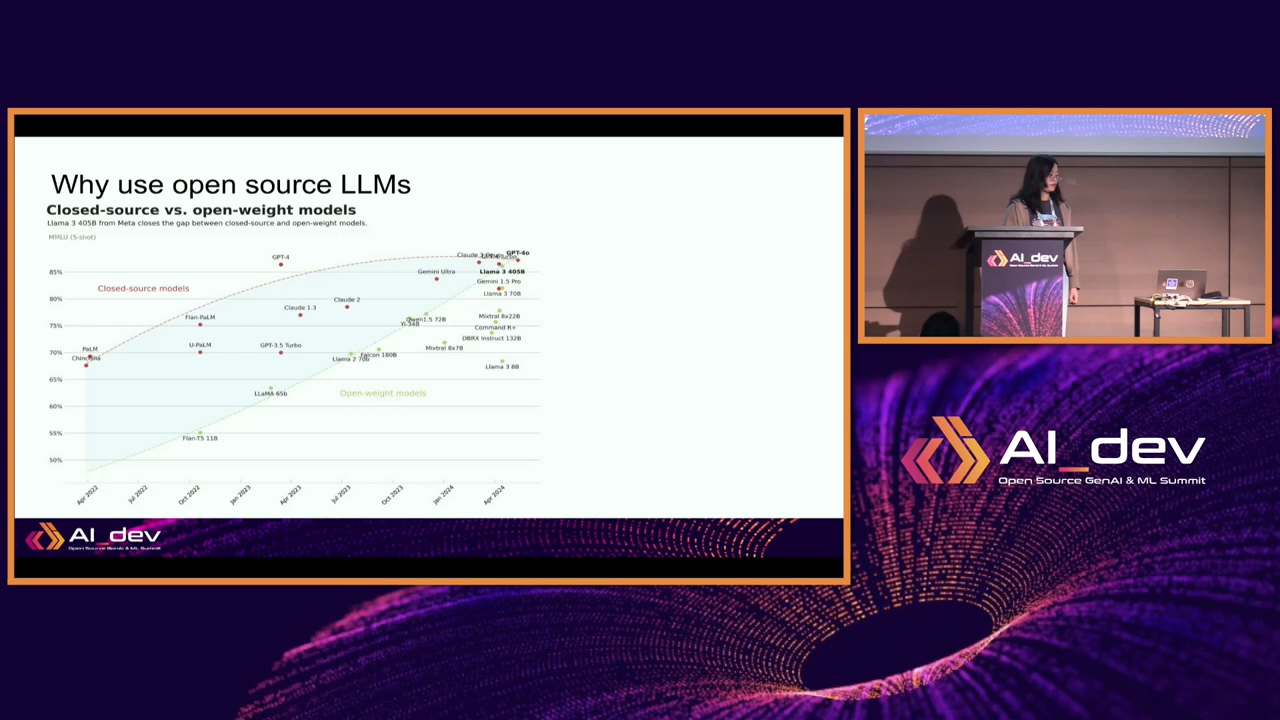 Why use open source LLMs
Closed-source vs. open-weight models
Llama 3 405B from Meta closes the gap between closed-source and open-weight models.
MMLU (5-shot)
GPT-4
GPT-4o
Claude 3
85%
Gemini Ultra
Llama 3 405B
Gemini 1.5 Pro
Closed-source models
Llama 3 70B
80%
Claude 2
Claude 1.3
Flan-PaLM
Mixtral 8x22B
Qwen1.5 72B
75%
Yi-34B
Command R+
DBRX Instruct 132B
U-PaLM
GPT-3.5 Turbo
PaLM
Mixtral 8x7B
70%
Falcon 180B
Chinchilla
Llama 2 70b
Llama 3 8B
65%
LLaMA 65b
Open-weight models
60%
55%
Flan-T5 11B
50%
Apr 2022
Jul 2022
Oct 2022
Jan 2023
Apr 2023
Jul 2023
Oct 2023
Jan 2024
Apr 2024
AI_dev
Open Source GenAI & ML Summit
AI_dev
AI_dev
Open Source GenAI & ML Summit